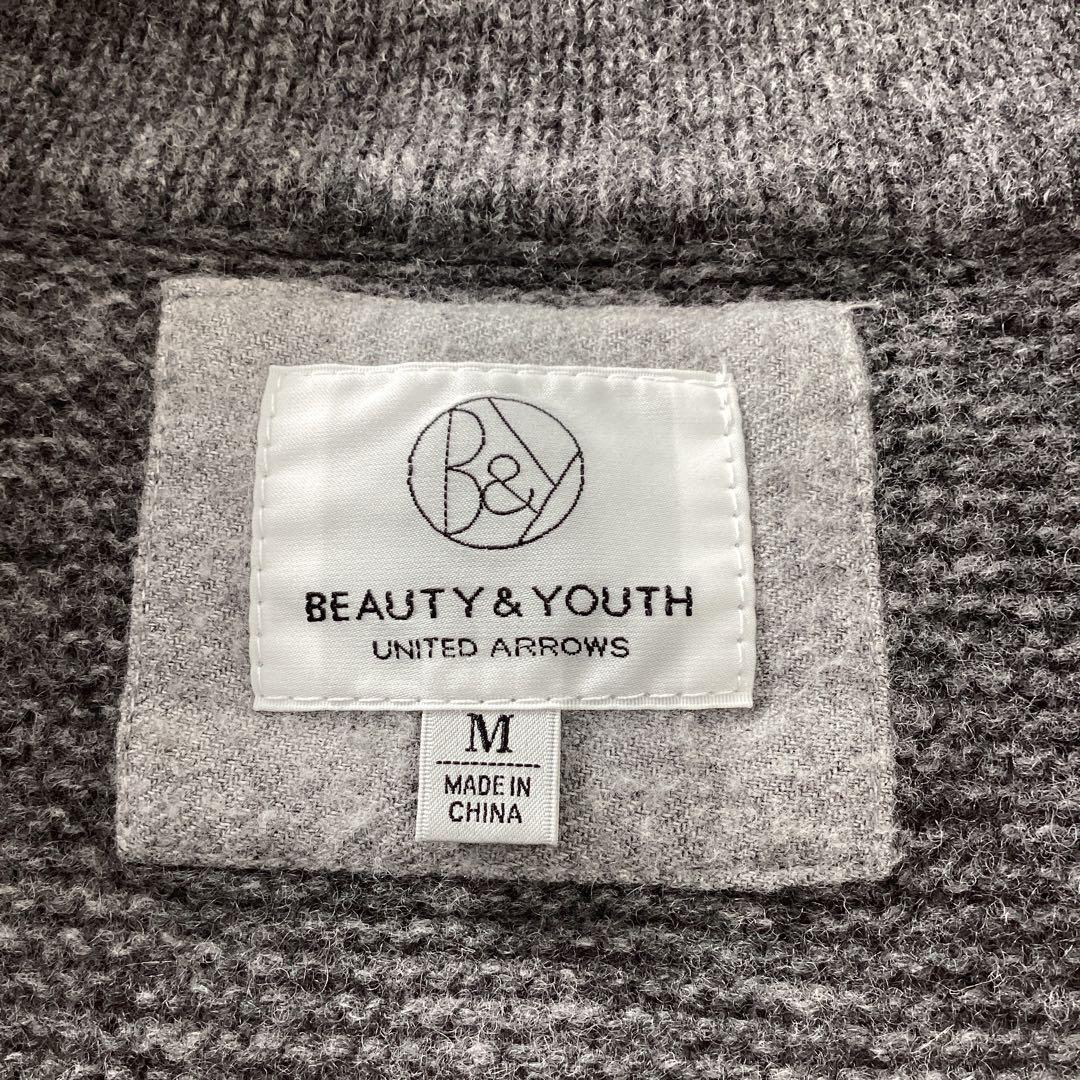 B&Y
BEAUTY & YOUTH
UNITED ARROWS
M
MADE IN
CHINA